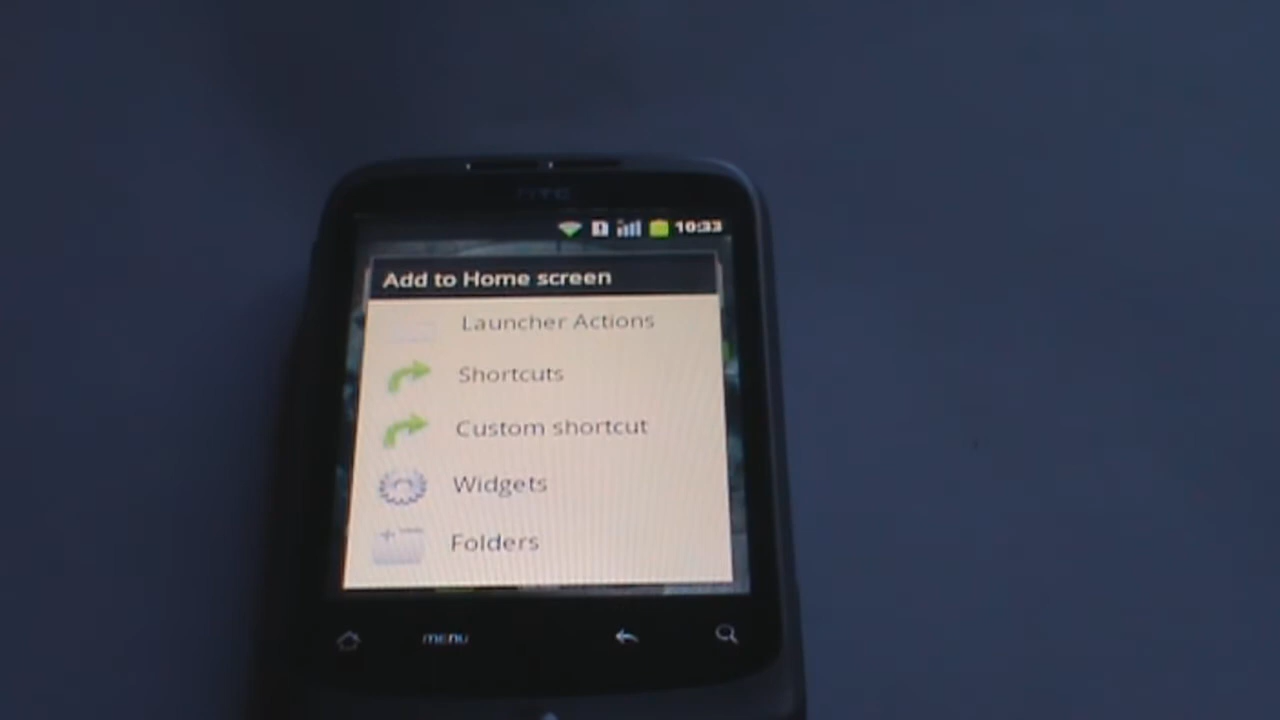 hTC
10:33
Add to Home screen
Launcher Actions
Shortcuts
Custom shortcut
Widgets
Folders
menu